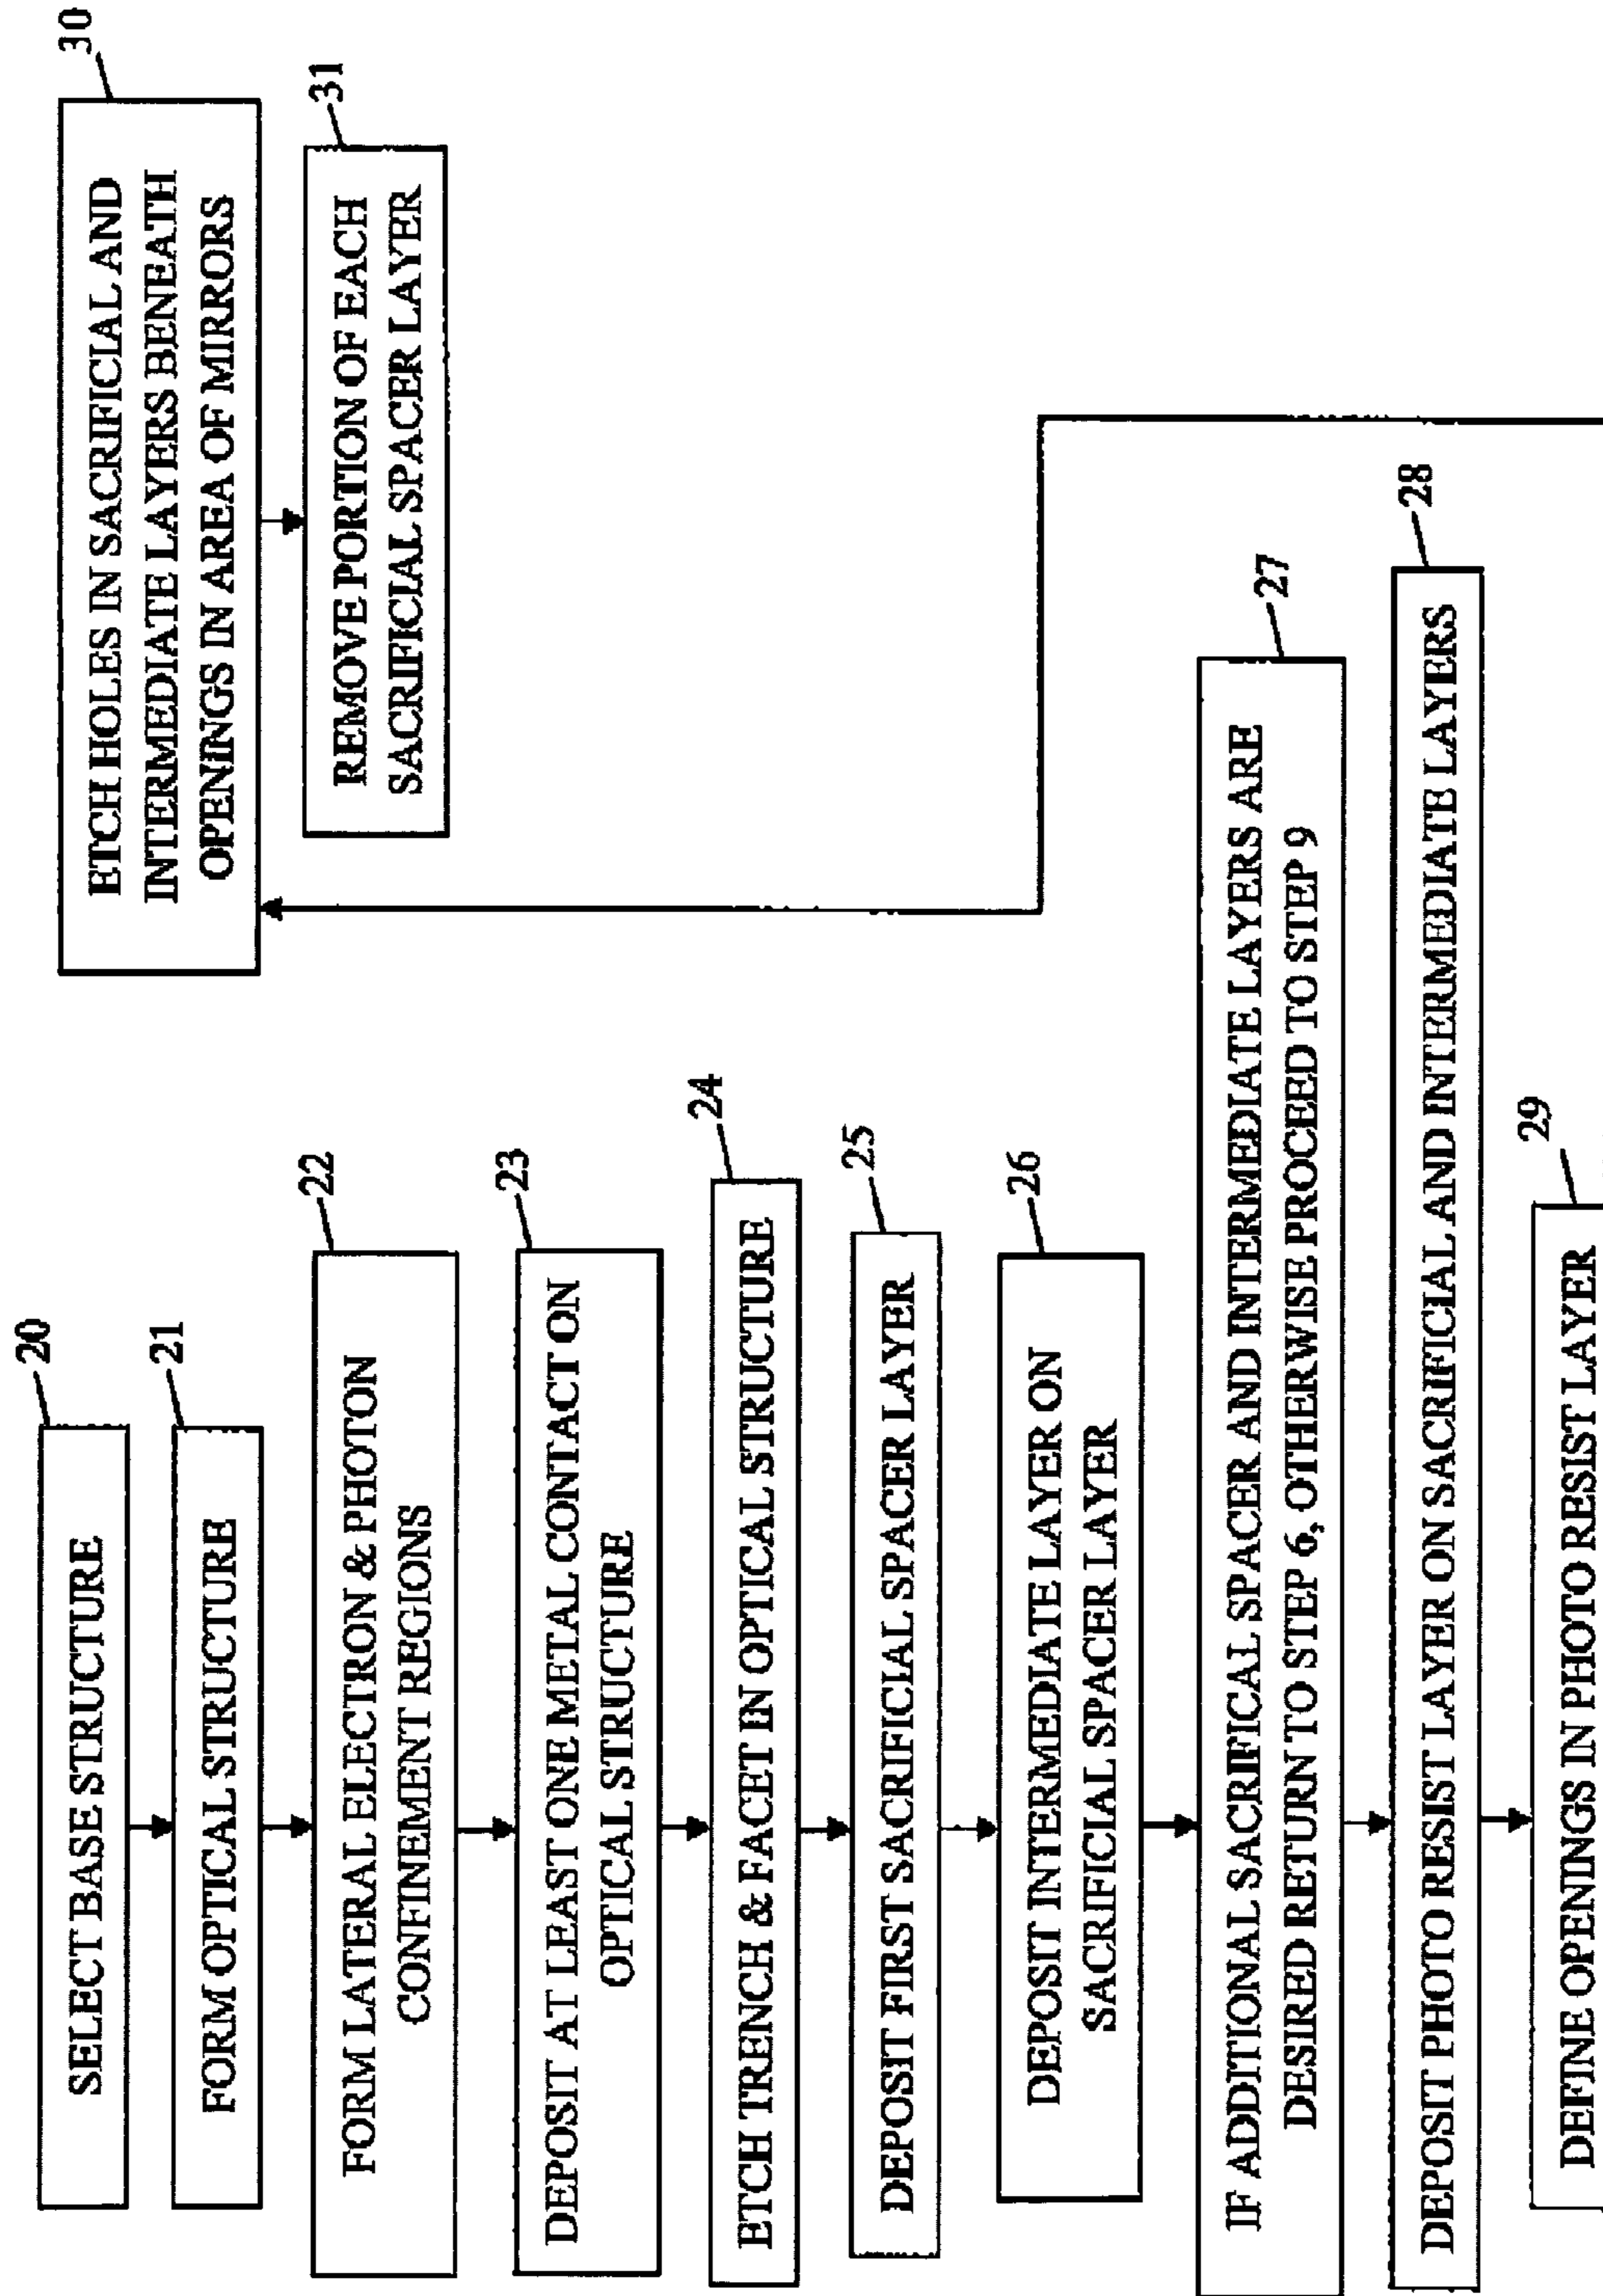 20
SELECT BASE STRUCTURE
21
FORM OPTICAL STRUCTURE
22
FORM LATERAL ELECTRON & PHOTON
CONFINEMENT REGIONS
23
DEPOSIT AT LEAST ONE METAL CONTACT ON
OPTICAL STRUCTURE
24
ETCH TRENCH & FACET IN OPTICAL STRUCTURE
25
DEPOSIT FIRST SACRIFICIAL SPACER LAYER
26
DEPOSIT INTERMEDIATE LAYER ON
SACRIFICIAL SPACER LAYER
27
IF ADDITIONAL SACRIFICAL SPACER AND INTERMEDIATE LAYERS ARE
DESIRED RETURN TO STEP 6, OTHERWISE PROCEED TO STEP 9
28
DEPOSIT PHOTO RESIST LAYER ON SACRIFICIAL AND INTERMEDIATE LAYERS
29
DEFINE OPENINGS IN PHOTO RESIST LAYER
30
ETCH HOLES IN SACRIFICIAL AND
INTERMEDIATE LAYERS BENEATH
OPENINGS IN AREA OF MIRRORS
31
REMOVE PORTION OF EACH
SACRIFICIAL SPACER LAYER